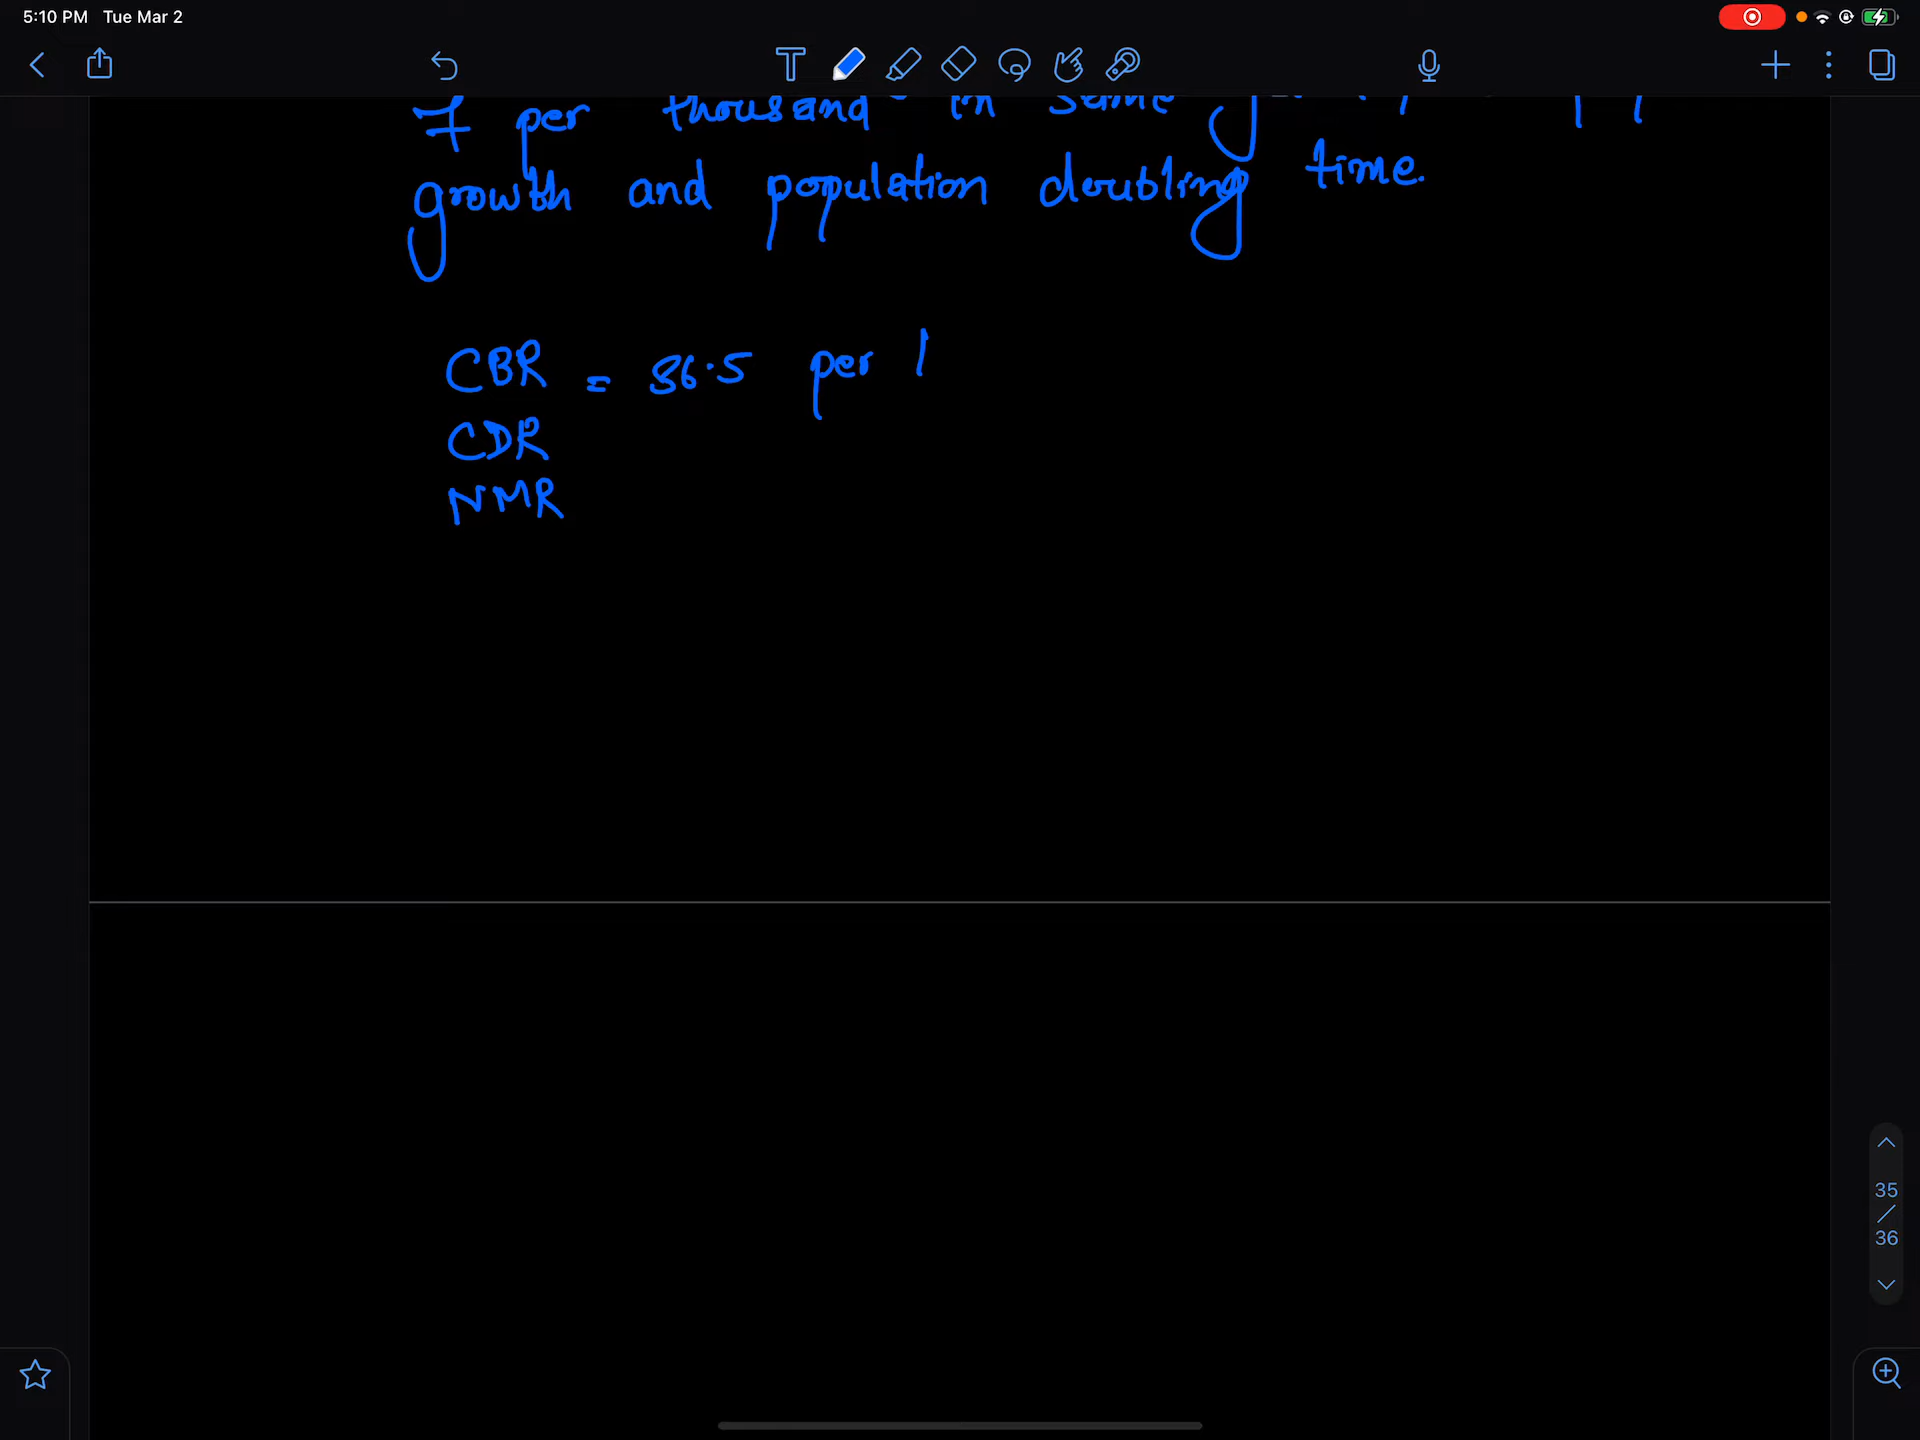 5:10 PM Tue Mar 2
7 per thousand in same
growth and population doubling time.
CBR = 36.5 per 1
CDR
NMR
35
/
36